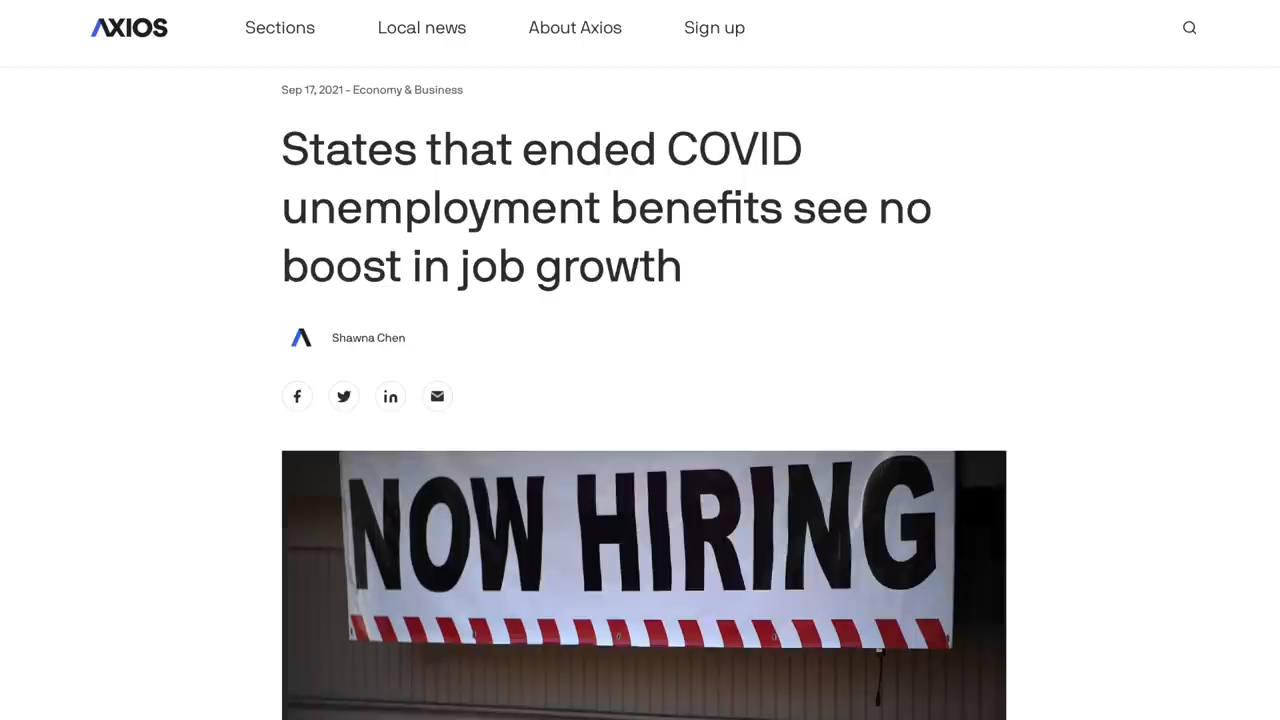 AXIOS Sections Local news About Axios Sign up
Sep 17, 2021 - Economy & Business
States that ended COVID
unemployment benefits see no
boost in job growth
Shawna Chen
NOW HIRING